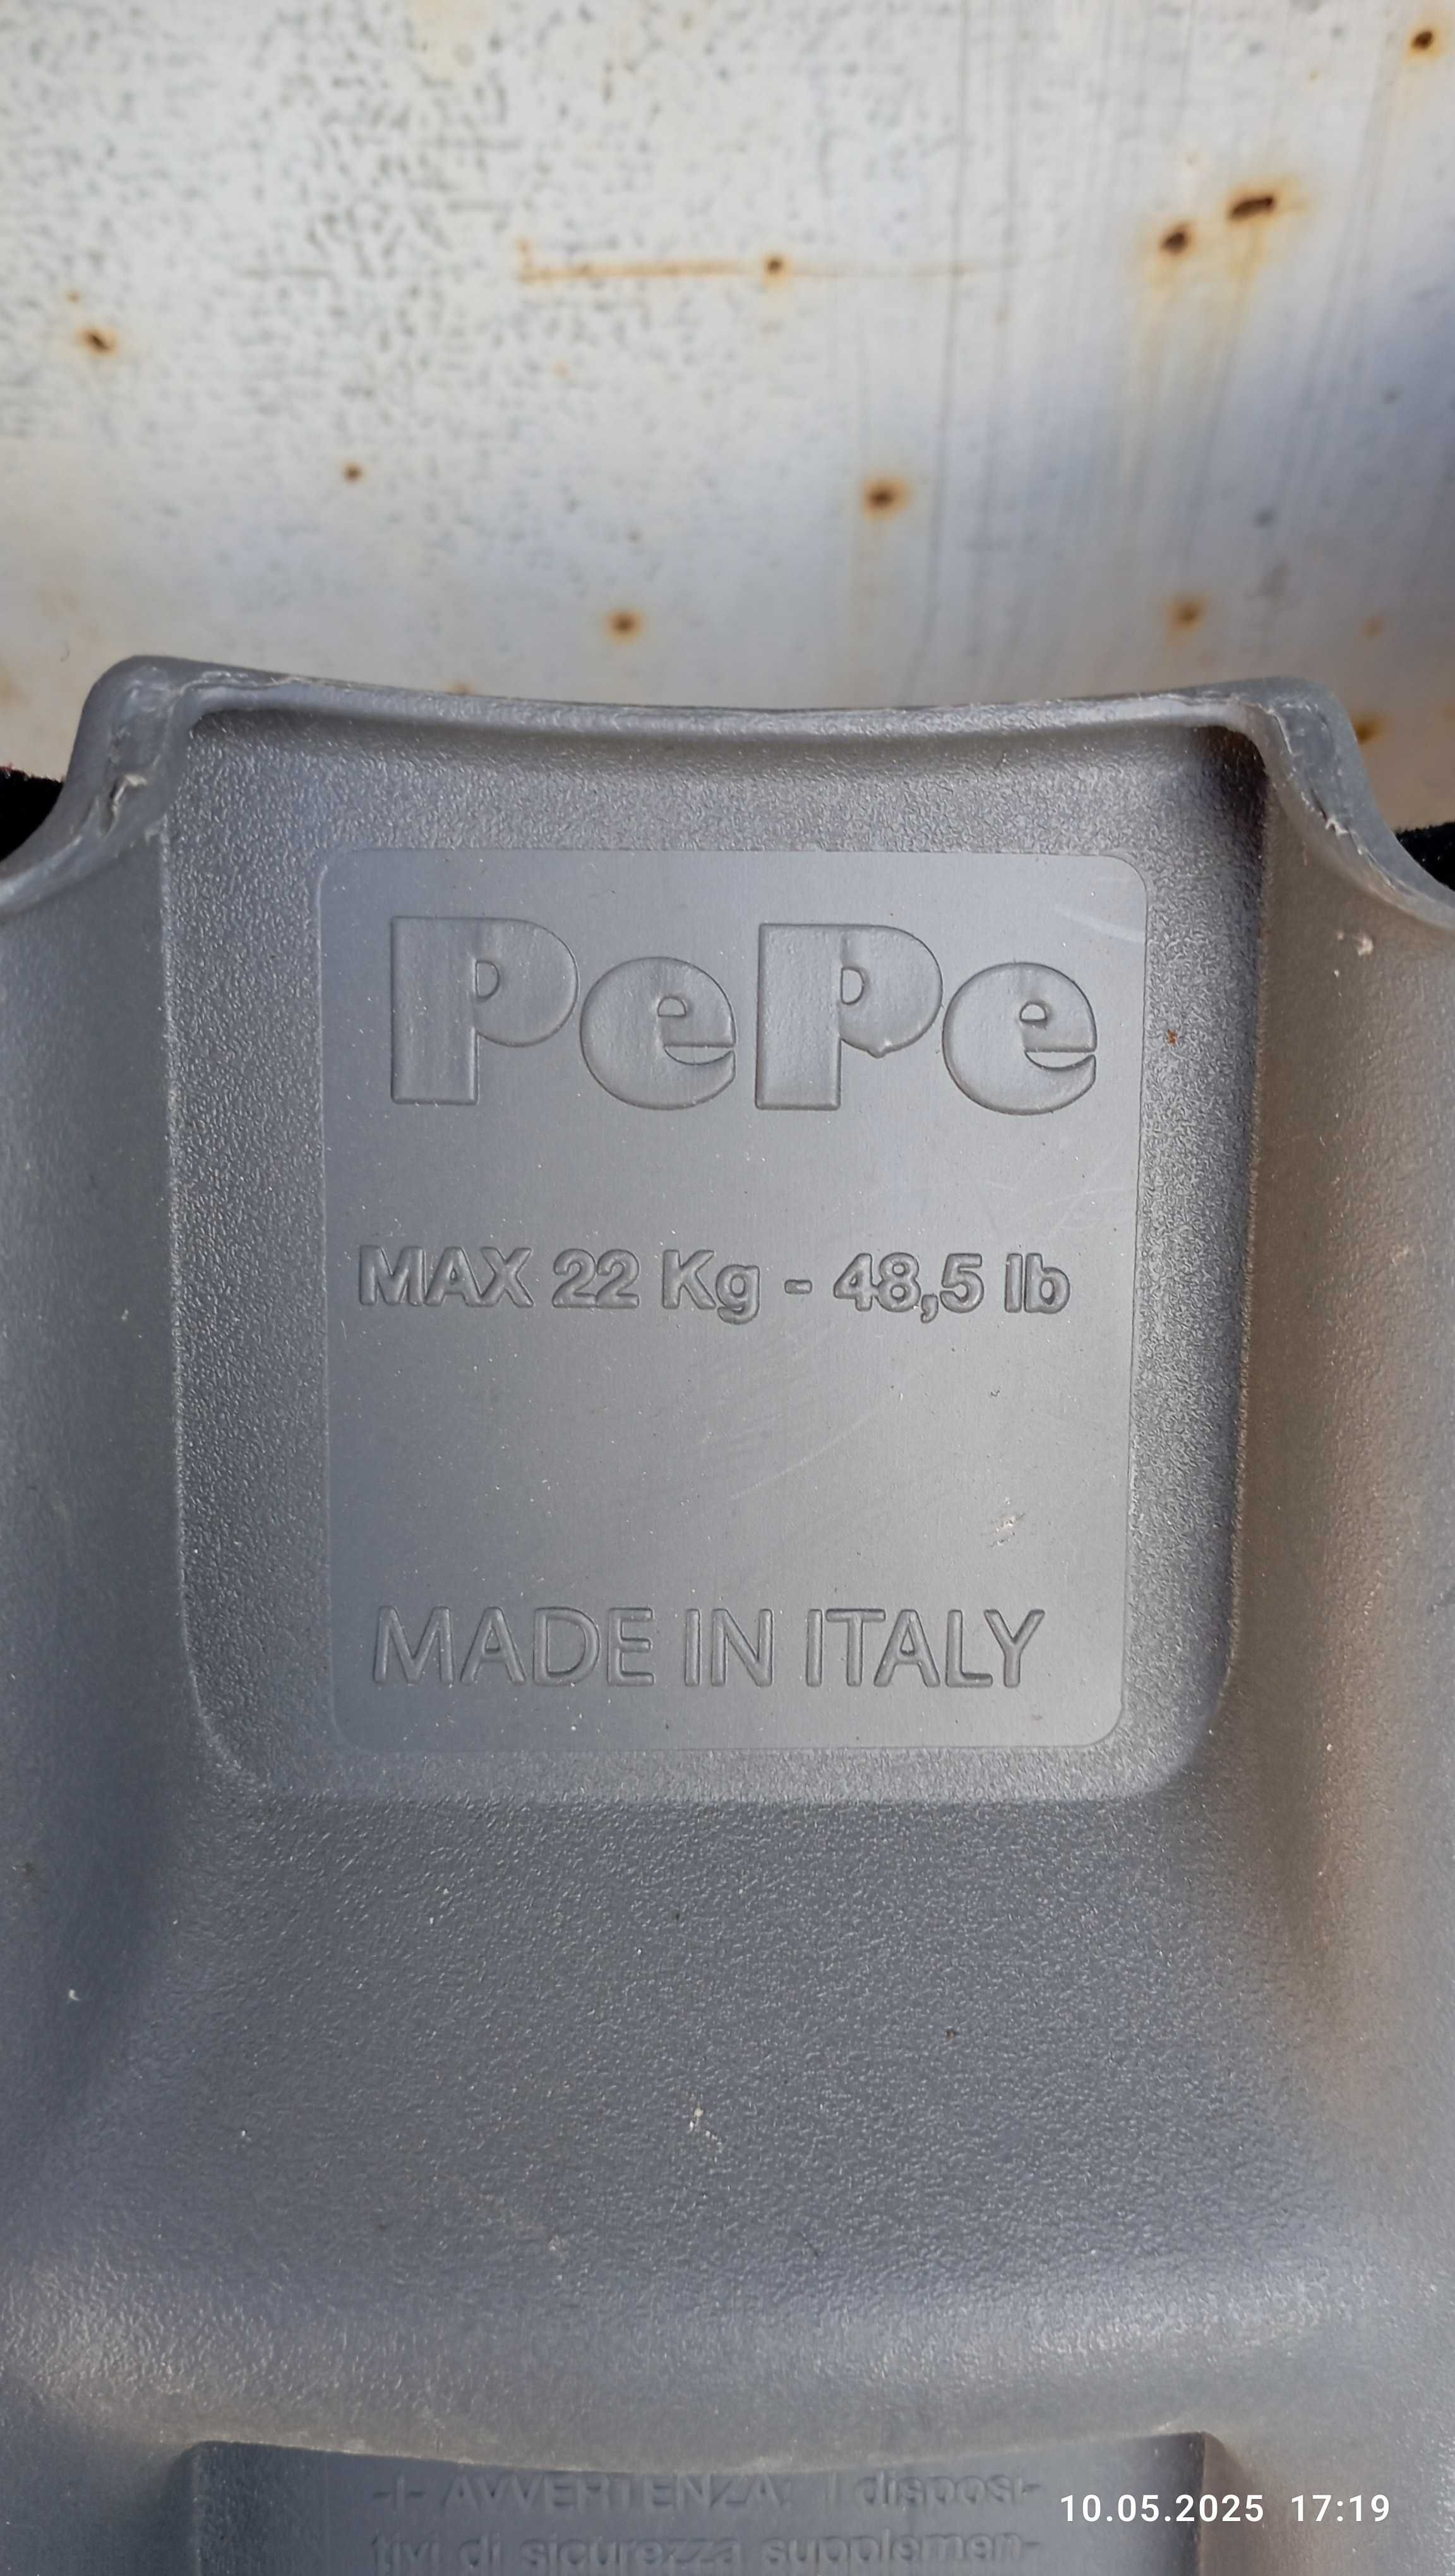 PePe
MAX 22 Kg - 48,5 lb
MADE IN ITALY
-I- AVVERTENZA: I disposi-
tivi di sicurezza supplemen-
10.05.2025 17:19